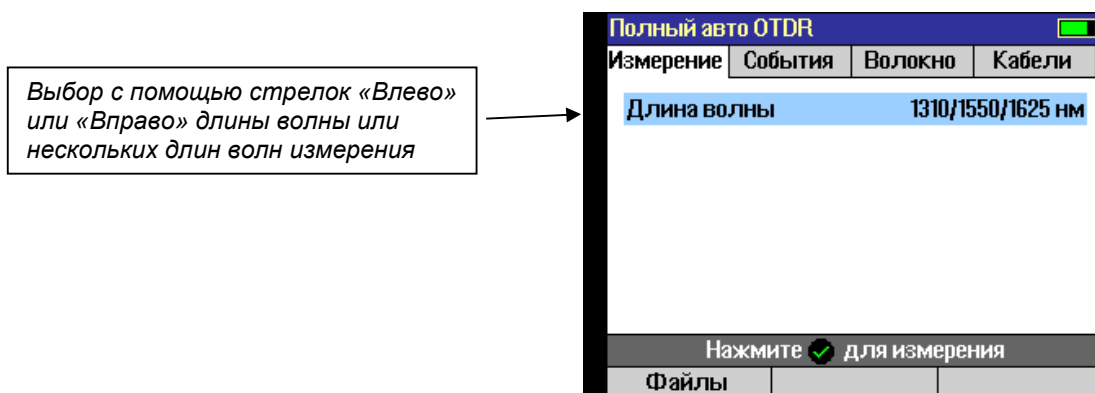 Выбор с помощью стрелок «Влево»
или «Вправо» длины волны или
нескольких длин волн измерения
Полный авто OTDR
Измерение События Волокно Кабели
Длина волны 1310/1550/1625 нм
Нажмите для измерения
Файлы